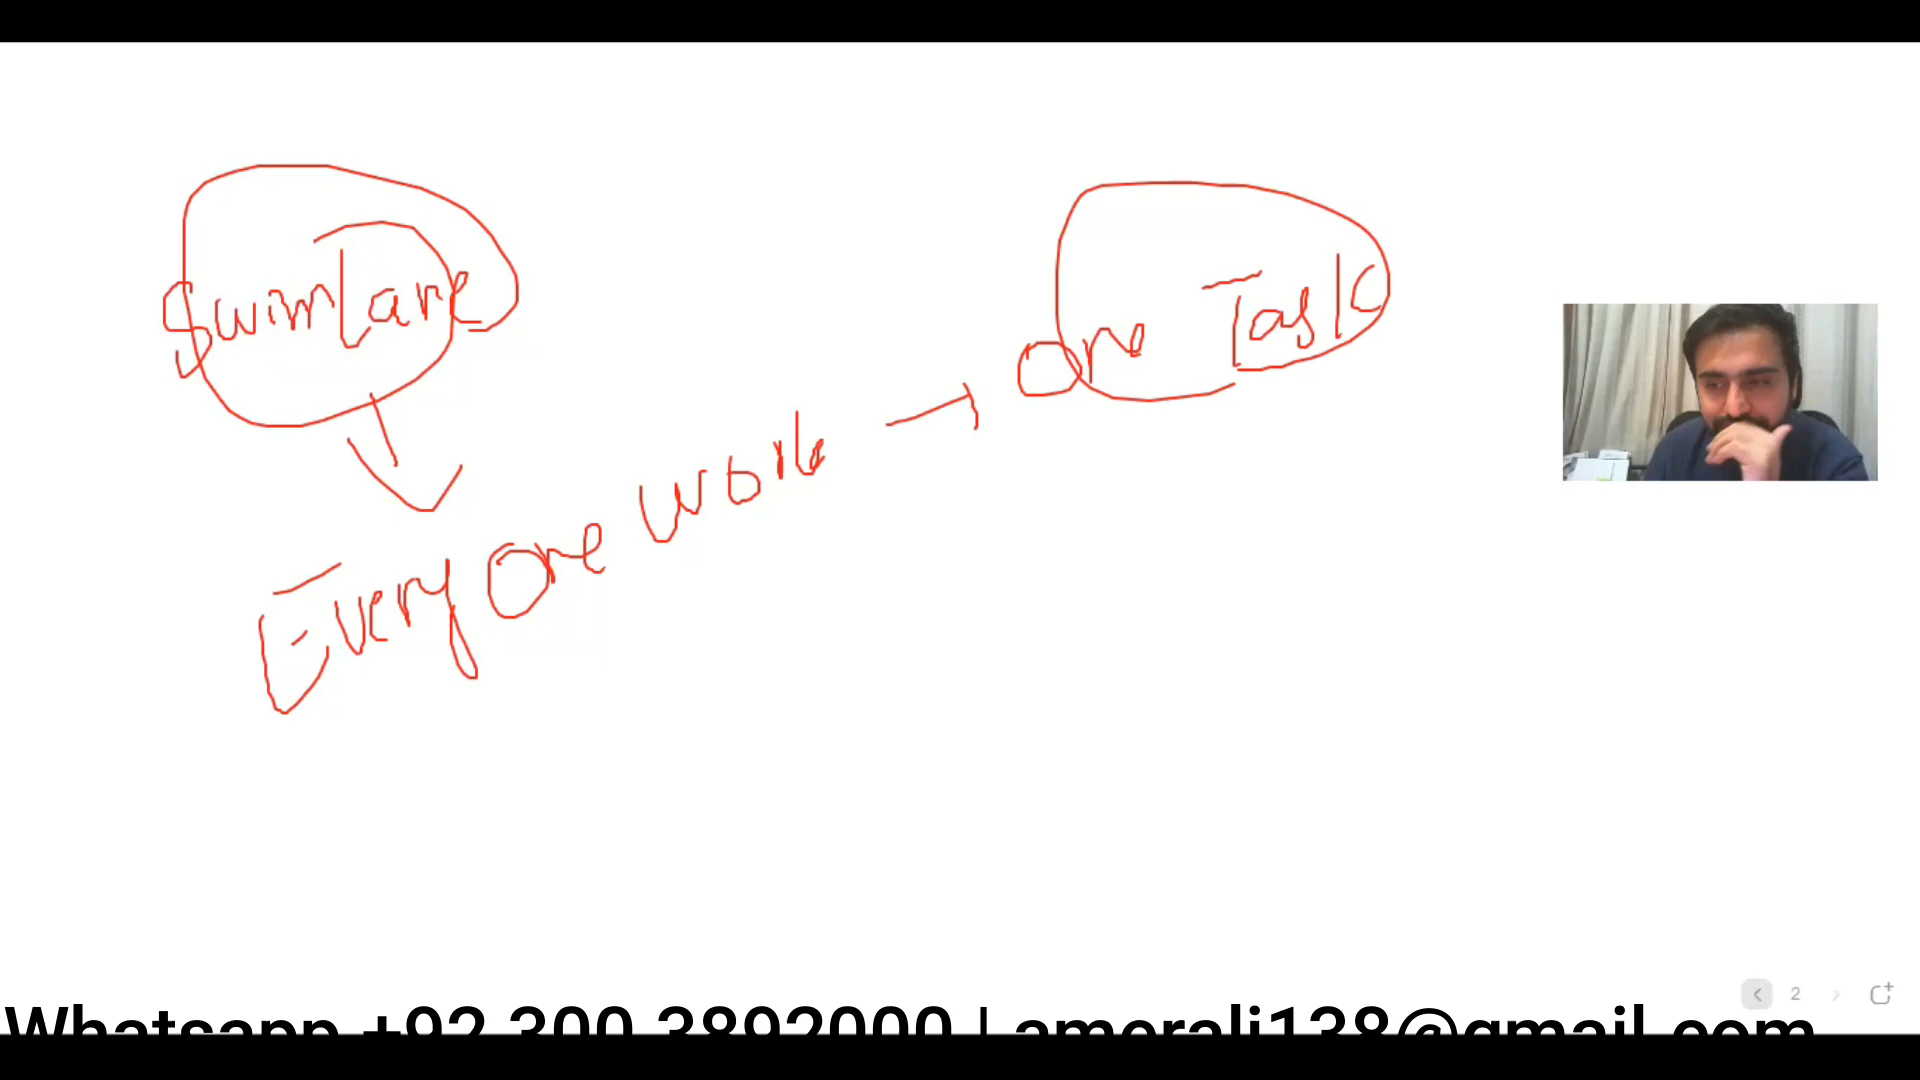 SwimLane
One Task
Every One Work
2
Whatsapp +92 300 3892000 | amerali138@gmail.com